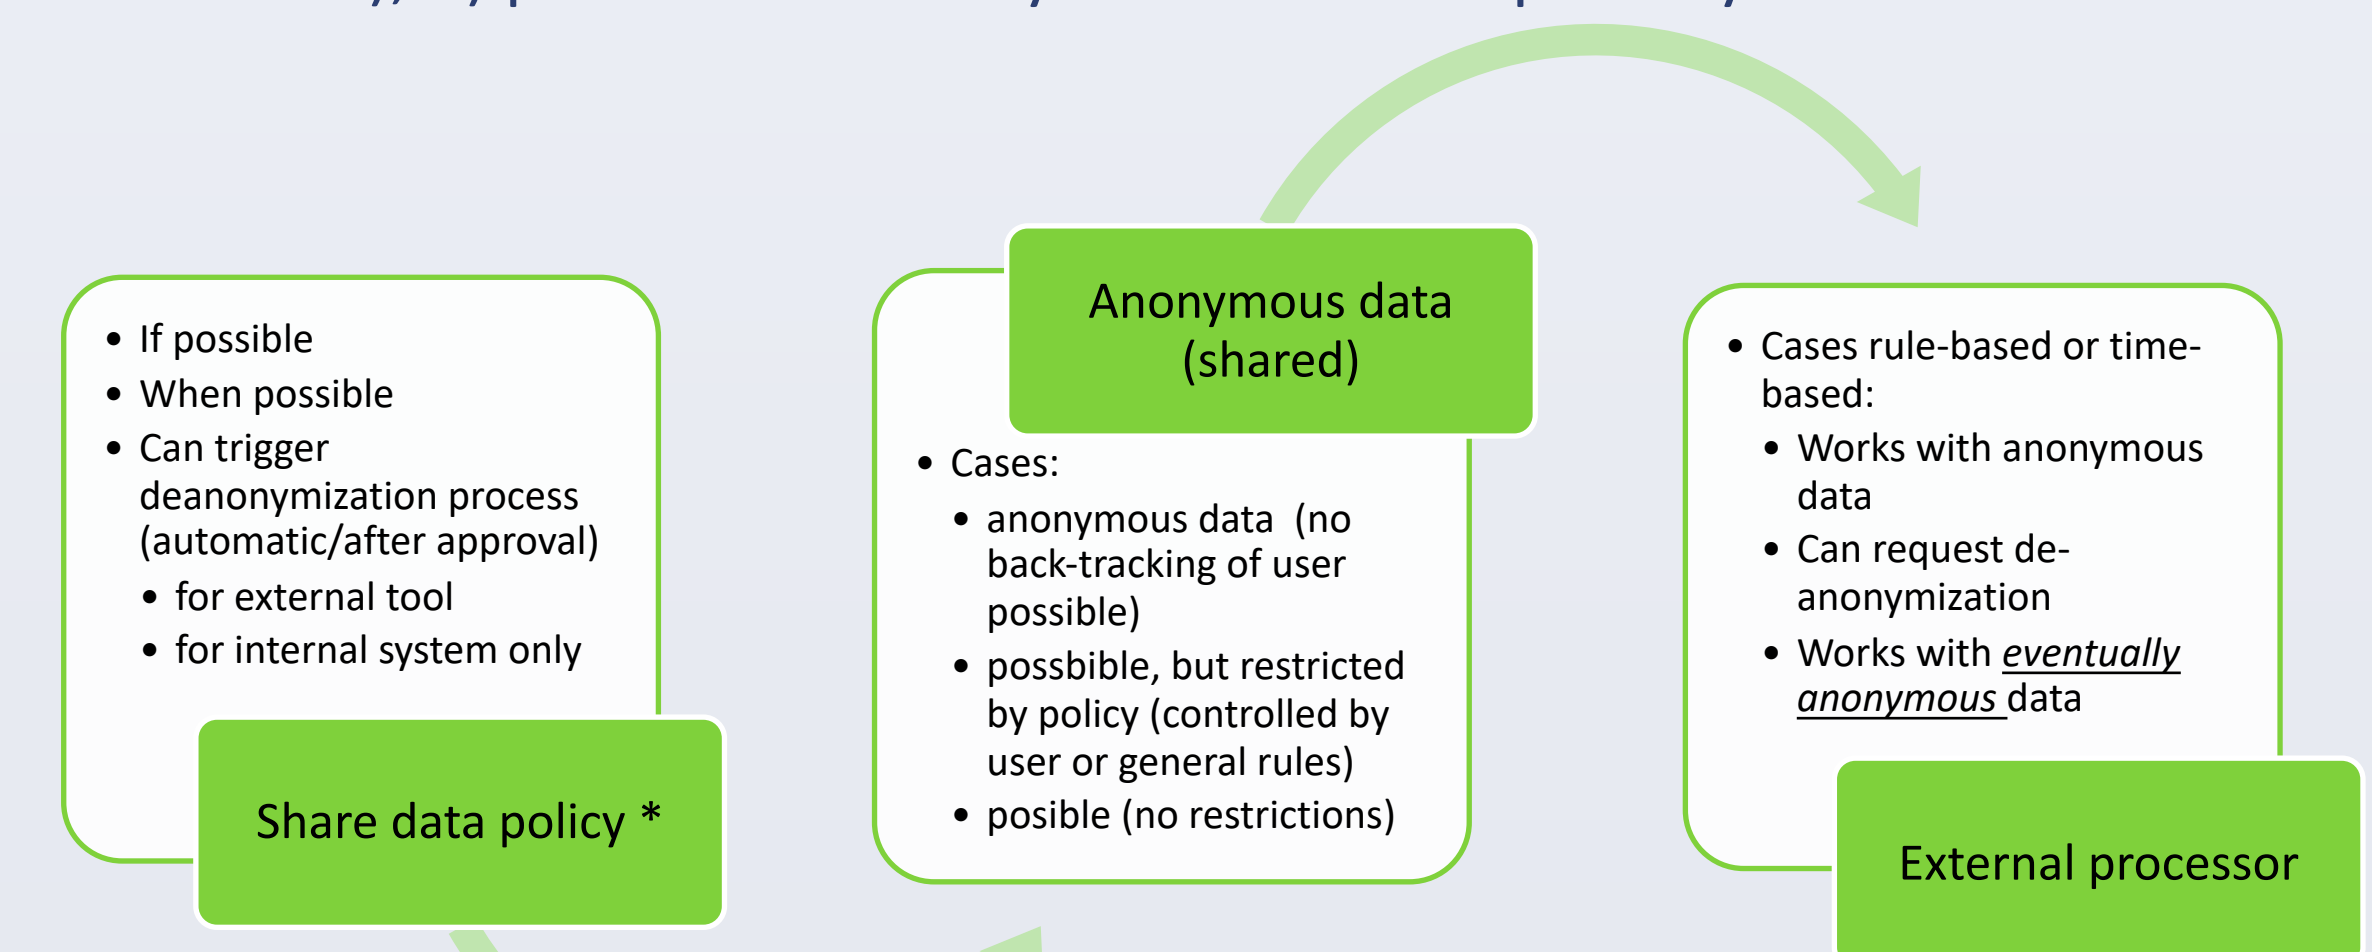 • If possible
• When possible
• Can trigger
deanonymization process
(automatic/after approval)
• for external tool
• for internal system only
Share data policy *
Anonymous data
(shared)
• Cases:
• anonymous data  (no
back-tracking of user
possible)
• possbible, but restricted
by policy (controlled by
user or general rules)
• posible (no restrictions)
• Cases rule-based or time-
based:
• Works with anonymous
data
• Can request de-
anonymization
• Works with eventually
anonymous data
External processor